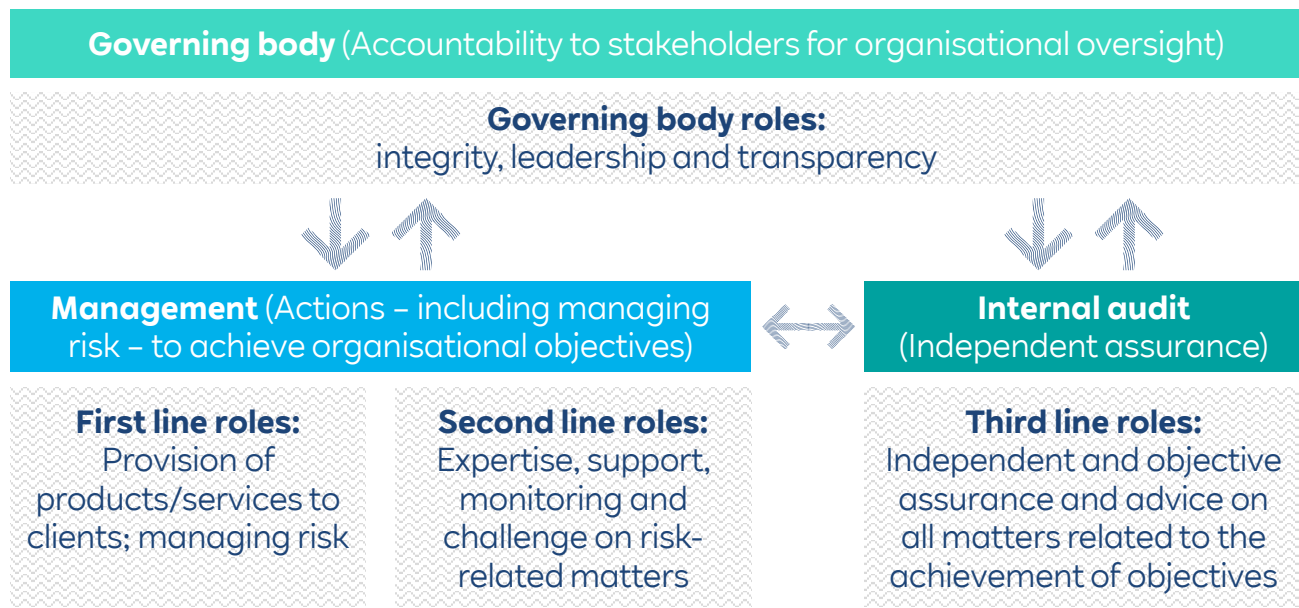 Governing body (Accountability to stakeholders for organisational oversight)
Governing body roles:
integrity, leadership and transparency
Management (Actions – including managing
risk – to achieve organisational objectives)
Internal audit
(Independent assurance)
First line roles:
Provision of
products/services to
clients; managing risk
Second line roles:
Expertise, support,
monitoring and
challenge on risk-
related matters
Third line roles:
Independent and objective
assurance and advice on
all matters related to the
achievement of objectives